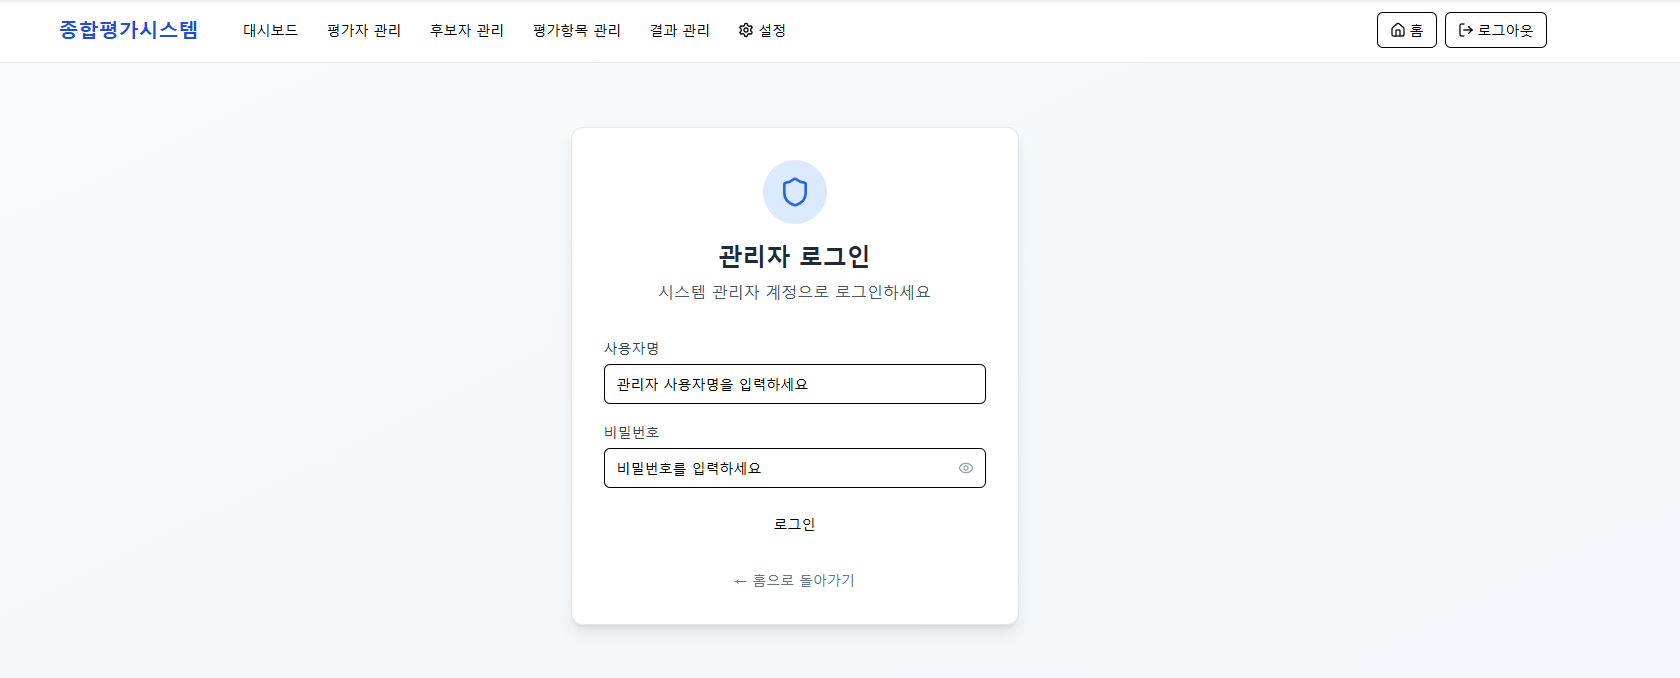 종합평가시스템 대시보드 평가자 관리 후보자 관리 평가항목 관리 결과 관리 설정 홈 로그아웃
관리자 로그인
시스템 관리자 계정으로 로그인하세요
사용자명
관리자 사용자명을 입력하세요
비밀번호
비밀번호를 입력하세요
로그인
← 홈으로 돌아가기